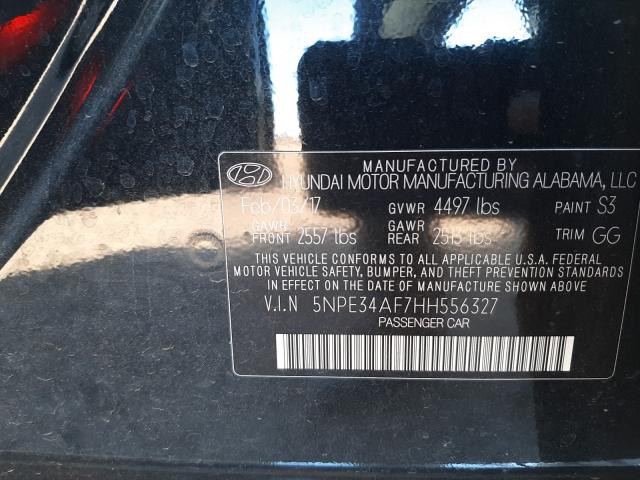 MANUFACTURED BY
HYUNDAI MOTOR MANUFACTURING ALABAMA, LLC
Feb/03/17 GVWR 4497 lbs PAINT S3
GAWR FRONT 2557 lbs GAWR REAR 2515 lbs TRIM GG
THIS VEHICLE CONFORMS TO ALL APPLICABLE U.S.A. FEDERAL
MOTOR VEHICLE SAFETY, BUMPER, AND THEFT PREVENTION STANDARDS
IN EFFECT ON THE DATE OF MANUFACTURE SHOWN ABOVE
V.I.N 5NPE34AF7HH556327
PASSENGER CAR